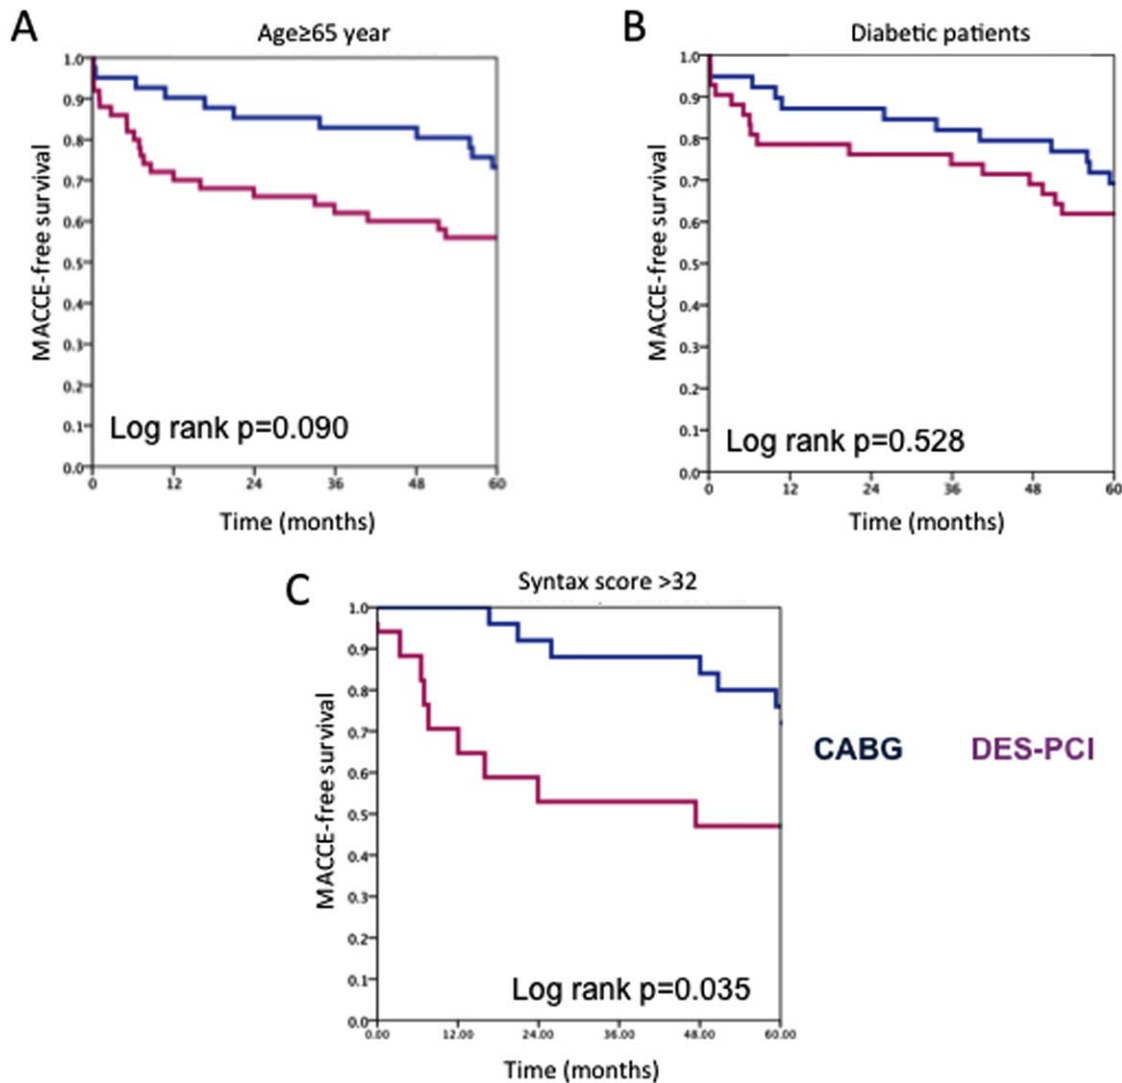 A
Age≥65 year
MACCE-free survival
1.0
0.9
0.8
0.7
0.6
0.5
0.4
0.3
0.2
0.1
0.0
Log rank p=0.090
0 12 24 36 48 60
Time (months)
B
Diabetic patients
MACCE-free survival
1.0
0.9
0.8
0.7
0.6
0.5
0.4
0.3
0.2
0.1
0.0
Log rank p=0.528
0 12 24 36 48 60
Time (months)
C
Syntax score >32
MACCE-free survival
1.0
0.9
0.8
0.7
0.6
0.5
0.4
0.3
0.2
0.1
0.0
Log rank p=0.035
0.00 12.00 24.00 36.00 48.00 60.00
Time (months)
CABG DES-PCI